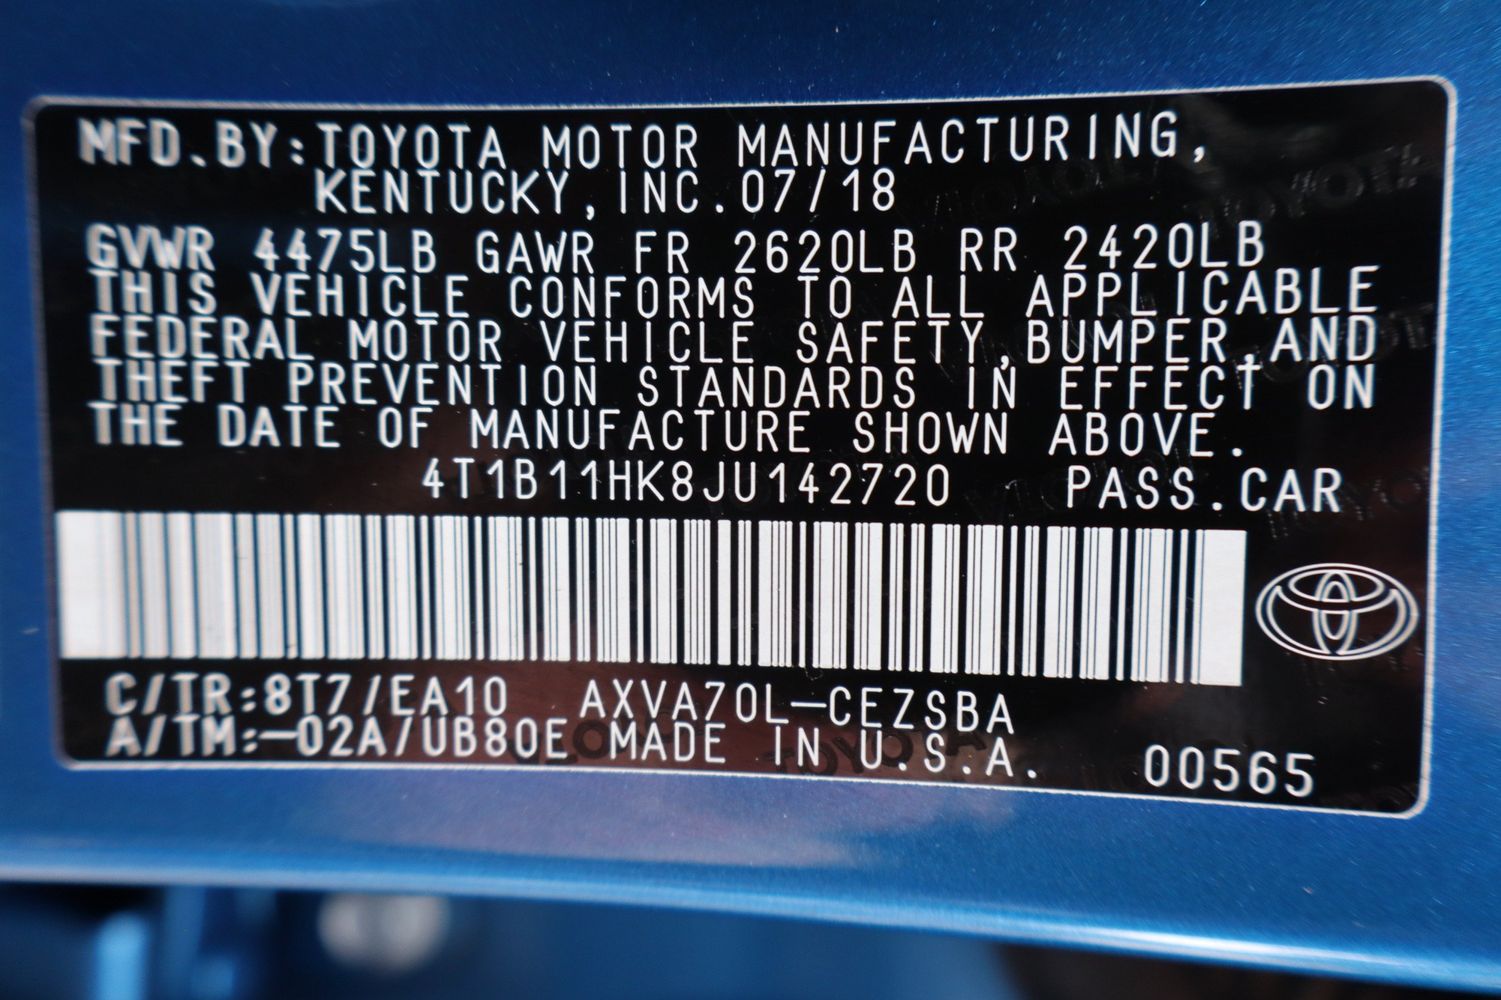 MFD.BY:TOYOTA MOTOR MANUFACTURING,
KENTUCKY,INC.07/18
GVWR 4475LB GAWR FR 2620LB RR 2420LB
THIS VEHICLE CONFORMS TO ALL APPLICABLE
FEDERAL MOTOR VEHICLE SAFETY,BUMPER,AND
THEFT PREVENTION STANDARDS IN EFFECT ON
THE DATE OF MANUFACTURE SHOWN ABOVE.
4T1B11HK8JU142720 PASS.CAR
C/TR:8T7/EA10 AXVA70L-CEZSBA
A/TM:-02A/UB80E MADE IN U.S.A. 00565